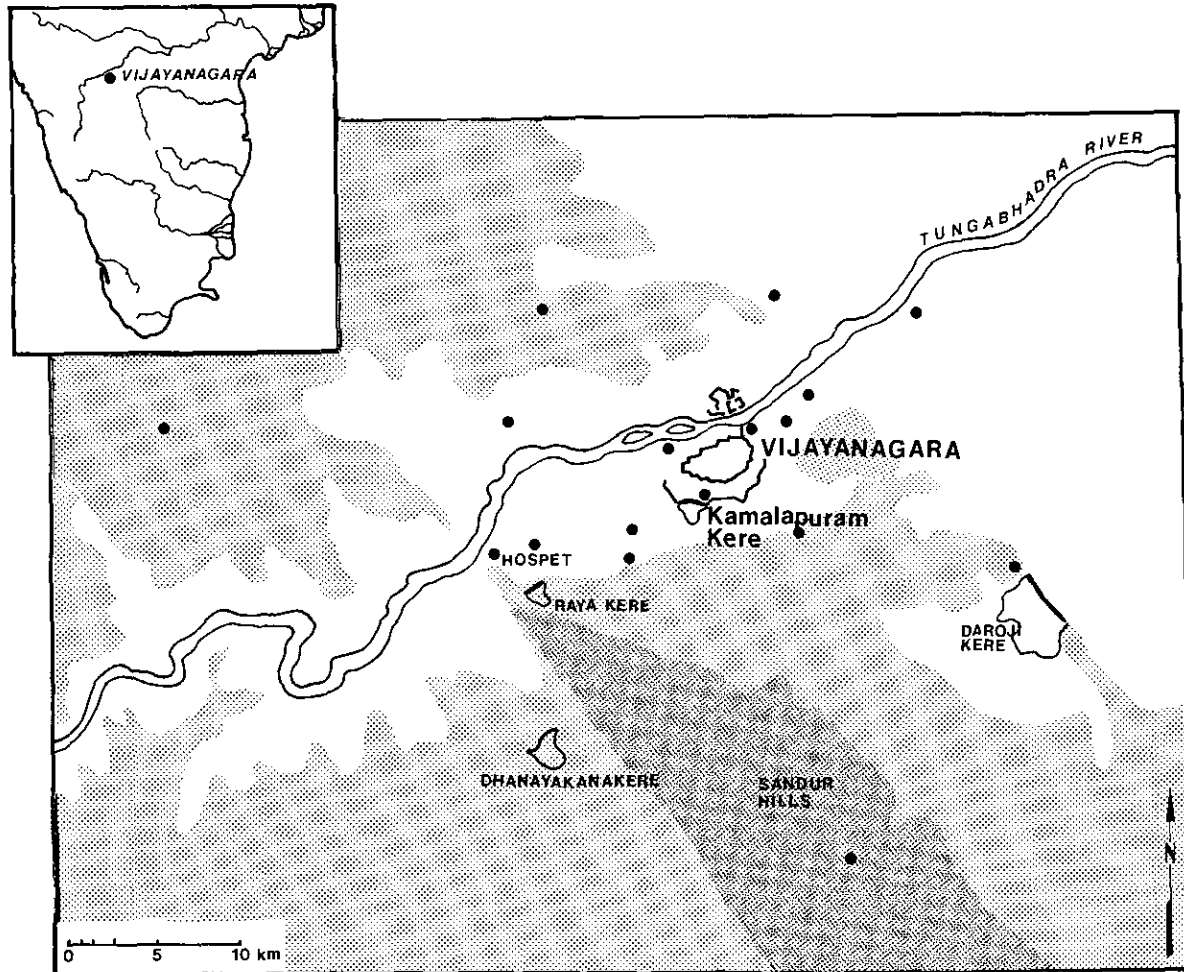 VIJAYANAGARA
TUNGABHADRA RIVER
VIJAYANAGARA
Kamalapuram
Kere
HOSPET
RAYA KERE
DAROJI
KERE
DHANAYAKANAKERE
SANDUR
HILLS
N
0 5 10 km